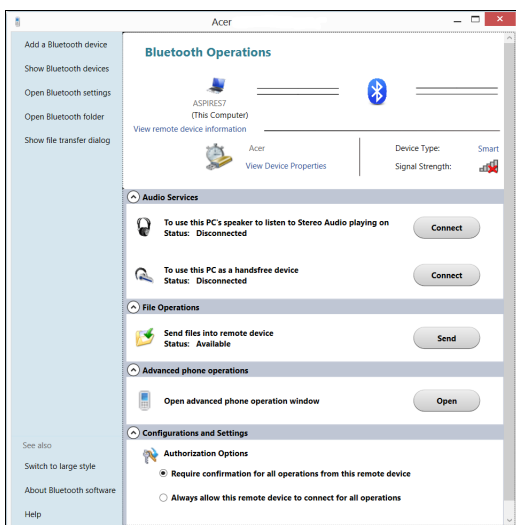 Acer
Add a Bluetooth device
Show Bluetooth devices
Open Bluetooth settings
Open Bluetooth folder
Show file transfer dialog
Bluetooth Operations
ASPIRES7
(This Computer)
View remote device information
Acer
View Device Properties
Device Type: Smart
Signal Strength:
Audio Services
To use this PC's speaker to listen to Stereo Audio playing on
Status: Disconnected
Connect
To use this PC as a handsfree device
Status: Disconnected
Connect
File Operations
Send files into remote device
Status: Available
Send
Advanced phone operations
Open advanced phone operation window
Open
Configurations and Settings
Authorization Options
Require confirmation for all operations from this remote device
Always allow this remote device to connect for all operations
See also
Switch to large style
About Bluetooth software
Help